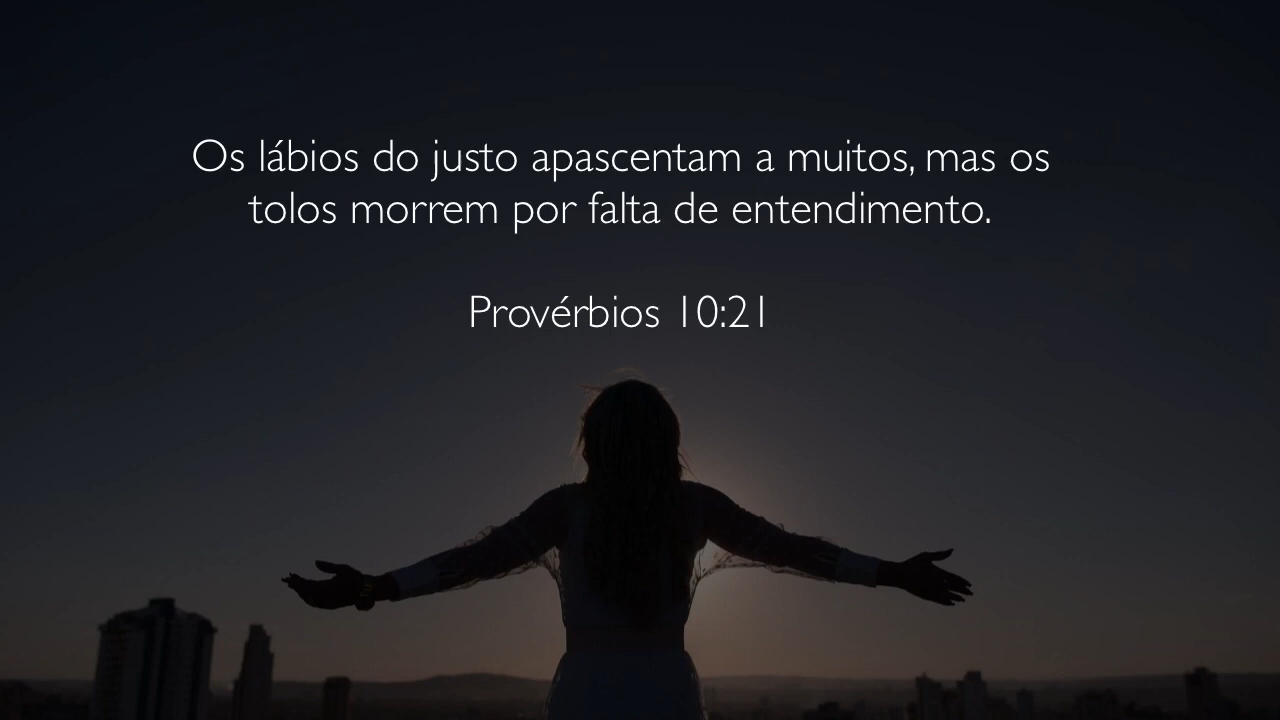 Os lábios do justo apascentam a muitos, mas os
tolos morrem por falta de entendimento.
Provérbios 10:21